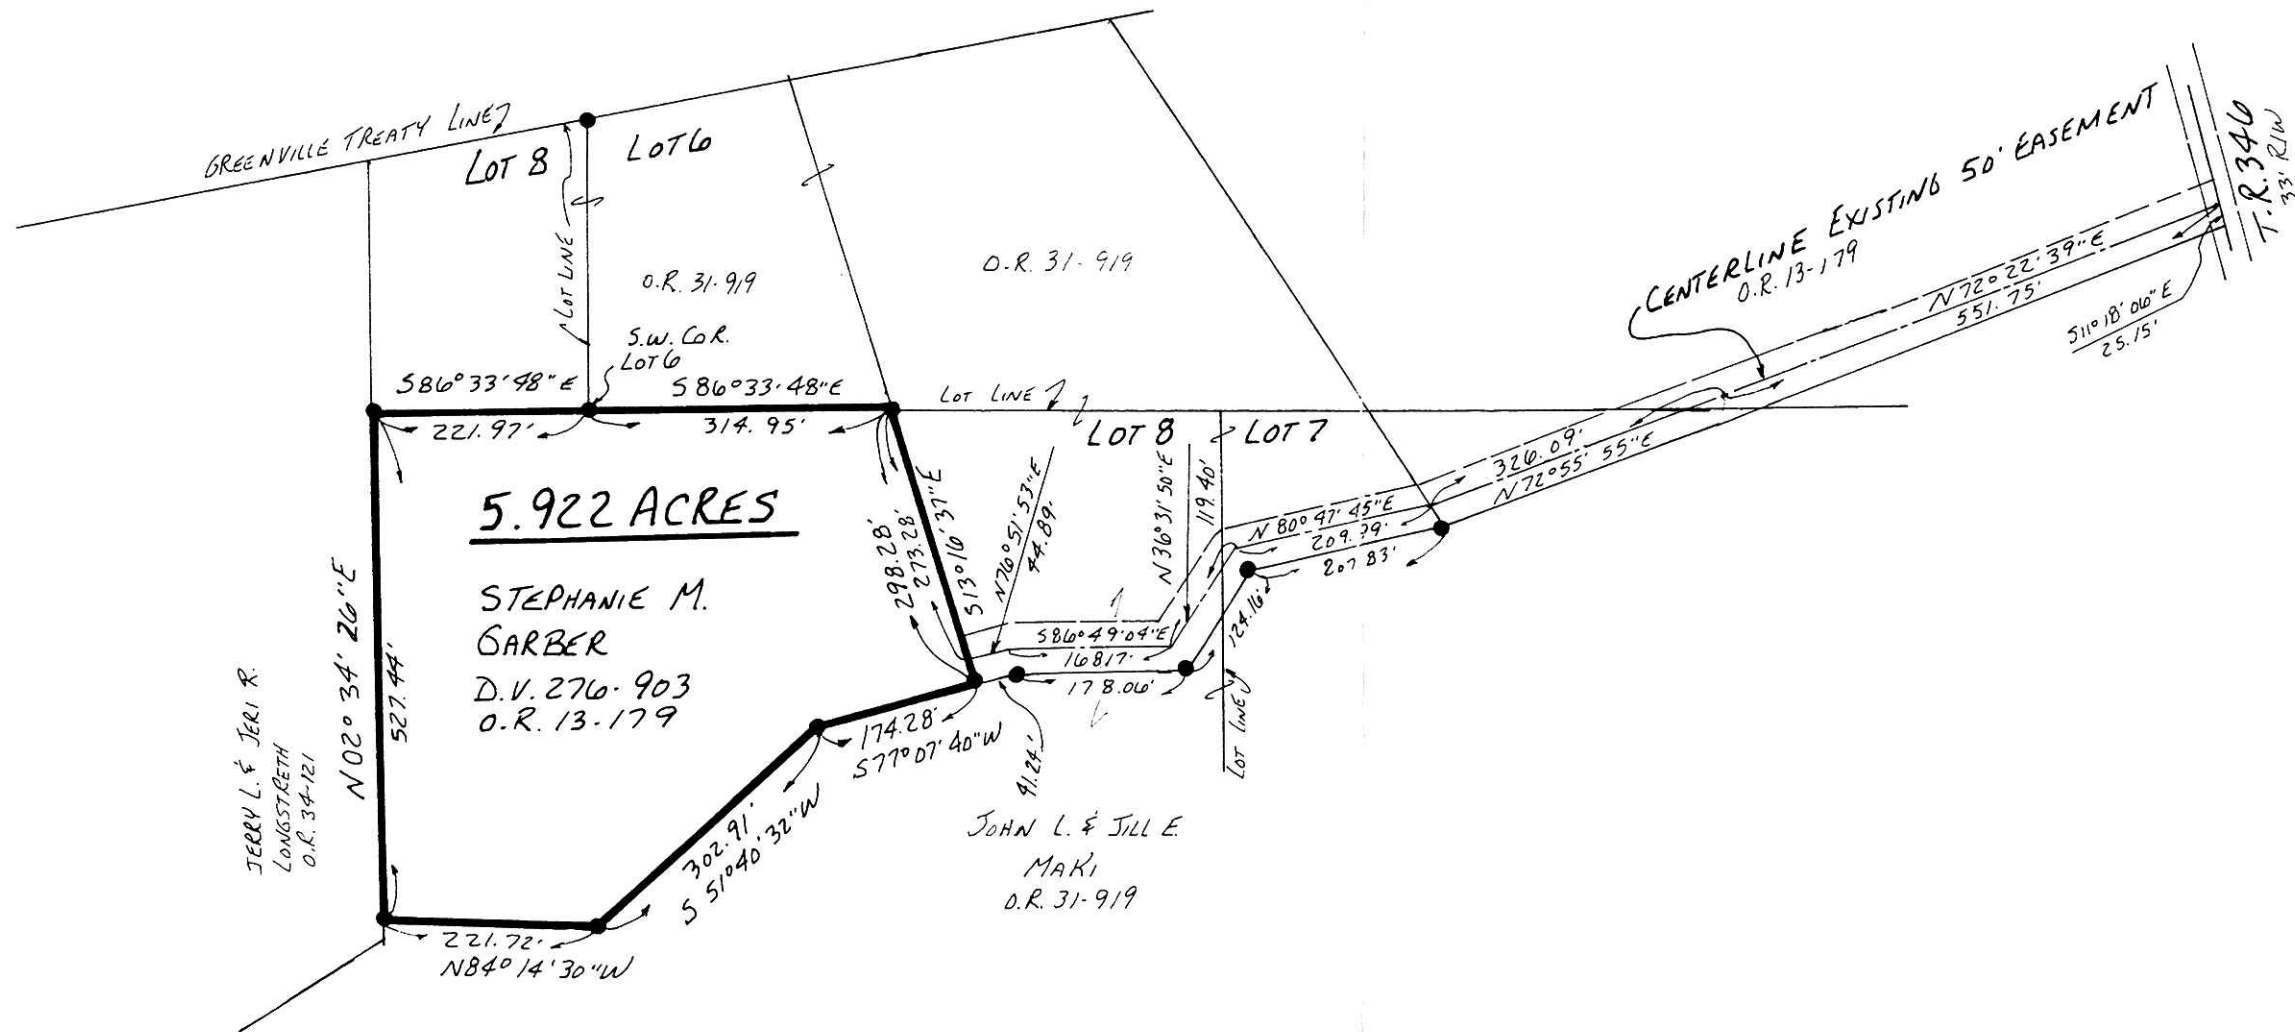 GREENVILLE TREATY LINE
LOT 8
LOT 6
LOT LINE
O.R. 31-919
O.R. 31-919
S.W. COR.
LOT 6
S86°33'48"E
221.97'
S86°33'48"E
314.95'
LOT LINE
LOT 8
LOT 7
CENTERLINE EXISTING 50' EASEMENT
O.R. 13-179
T.R. 346
33' R/W
N72°22'39"E
551.75'
S11°18'06"E
25.15'
326.09'
N72°55'55"E
N80°47'45"E
207.83'
N36°31'50"E
119.40'
N76°51'53"E
44.89'
S13°16'37"E
273.28'
298.28'
5.922 ACRES
STEPHANIE M.
GARBER
D.V. 276-903
O.R. 13-179
N02°34'26"E
527.44'
JERRY L. & JERI R.
LONGSTRETH
O.R. 34-121
S86°49'04"E
168.17'
178.06'
124.16'
LOT LINE
41.24'
174.28'
S77°07'40"W
302.91'
S51°40'32"W
221.72'
N84°14'30"W
JOHN L. & JILL E.
MAKI
O.R. 31-919